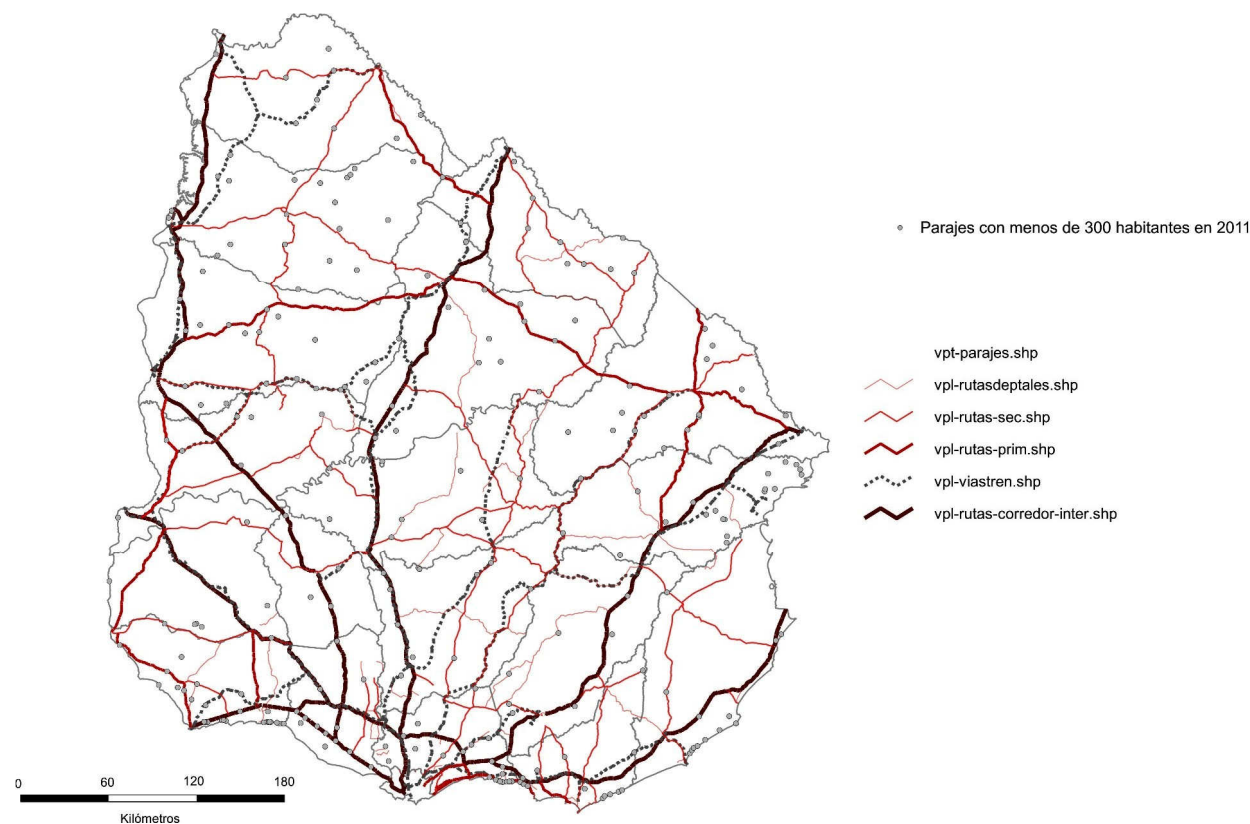 Parajes con menos de 300 habitantes en 2011
vpt-parajes.shp
vpl-rutasdeptales.shp
vpl-rutas-sec.shp
vpl-rutas-prim.shp
vpl-viastren.shp
vpl-rutas-corredor-inter.shp
0 60 120 180
Kilómetros